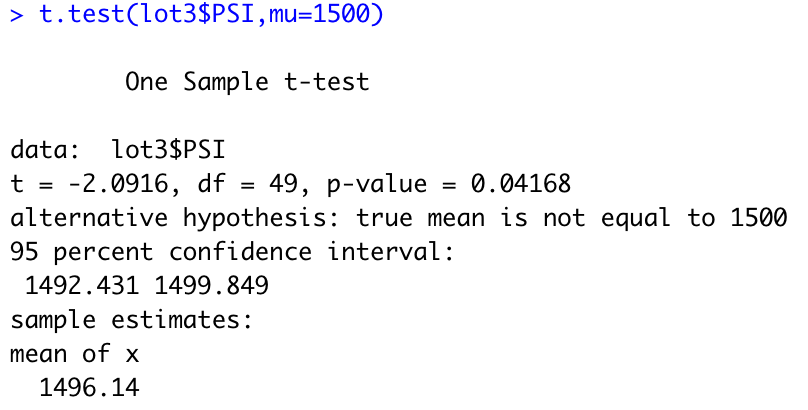 > t.test(lot3$PSI,mu=1500)
One Sample t-test
data:  lot3$PSI
t = -2.0916, df = 49, p-value = 0.04168
alternative hypothesis: true mean is not equal to 1500
95 percent confidence interval:
1492.431 1499.849
sample estimates:
mean of x
1496.14